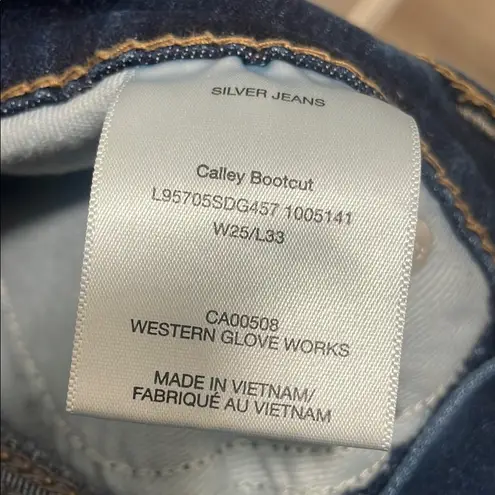 SILVER JEANS
Calley Bootcut
L95705SDG457 1005141
W25/L33
CA00508
WESTERN GLOVE WORKS
MADE IN VIETNAM/
FABRIQUÉ AU VIETNAM